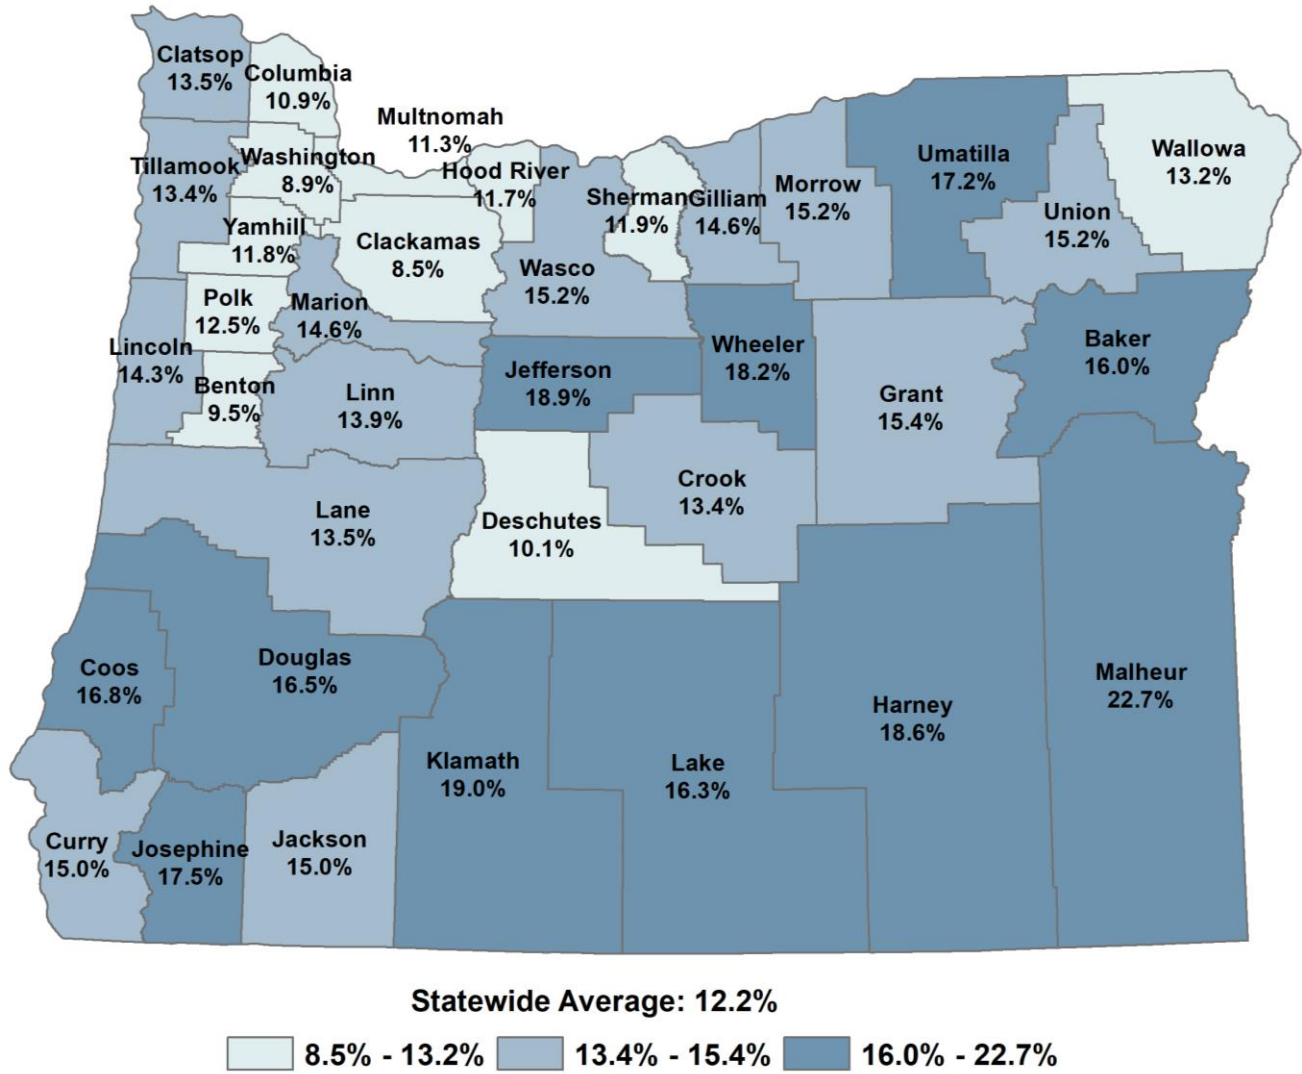 Clatsop
13.5%
Columbia
10.9%
Multnomah
11.3%
Tillamook
13.4%
Washington
8.9%
Hood River
11.7%
Sherman
11.9%
Gilliam
14.6%
Morrow
15.2%
Umatilla
17.2%
Union
15.2%
Wallowa
13.2%
Yamhill
11.8%
Clackamas
8.5%
Wasco
15.2%
Polk
12.5%
Marion
14.6%
Lincoln
14.3%
Benton
9.5%
Linn
13.9%
Jefferson
18.9%
Wheeler
18.2%
Grant
15.4%
Baker
16.0%
Lane
13.5%
Deschutes
10.1%
Crook
13.4%
Coos
16.8%
Douglas
16.5%
Klamath
19.0%
Lake
16.3%
Harney
18.6%
Malheur
22.7%
Curry
15.0%
Josephine
17.5%
Jackson
15.0%
Statewide Average: 12.2%
8.5% - 13.2%
13.4% - 15.4%
16.0% - 22.7%